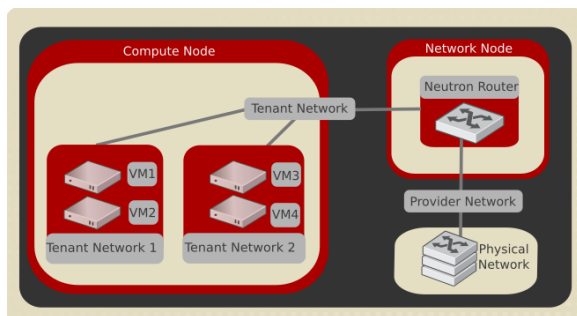 Compute Node
Network Node
Tenant Network
Neutron Router
VM1
VM2
Tenant Network 1
VM3
VM4
Tenant Network 2
Provider Network
Physical
Network